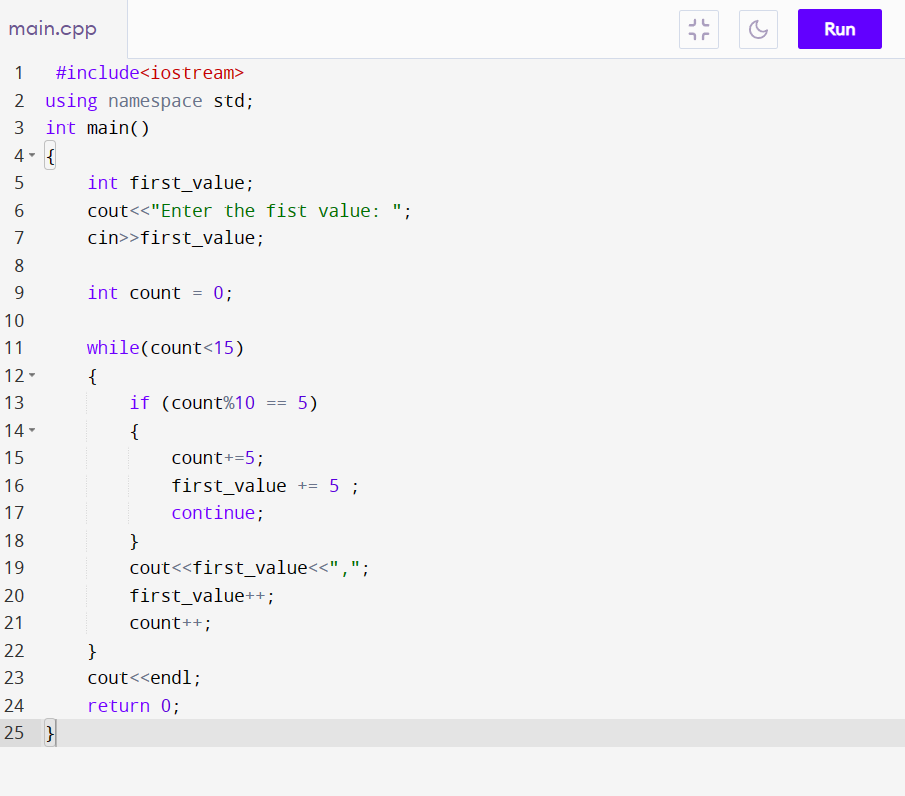 main.cpp
Run
1 #include<iostream>
2 using namespace std;
3 int main()
4 {
5 int first_value;
6 cout<<"Enter the fist value: ";
7 cin>>first_value;
8
9 int count = 0;
10
11 while(count<15)
12 {
13 if (count%10 == 5)
14 {
15 count+=5;
16 first_value += 5 ;
17 continue;
18 }
19 cout<<first_value<<",";
20 first_value++;
21 count++;
22 }
23 cout<<endl;
24 return 0;
25 }